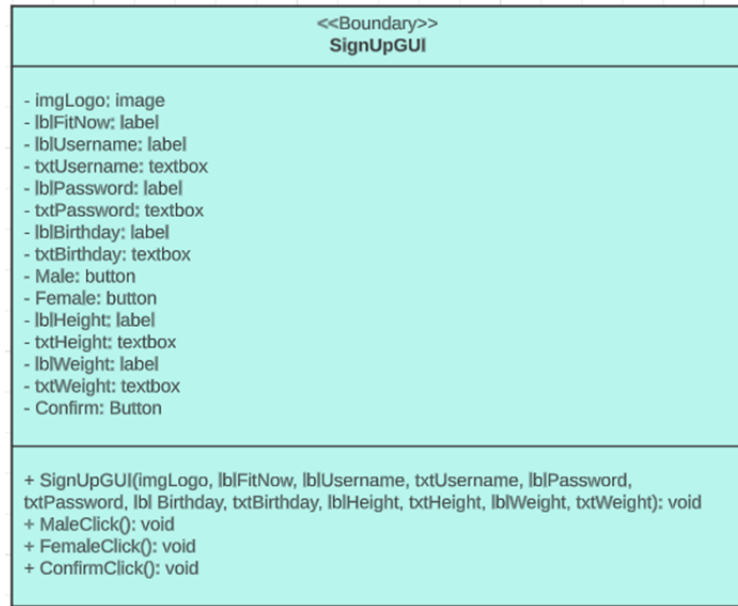 <<Boundary>>
SignUpGUI
- imgLogo: image
- lblFitNow: label
- lblUsername: label
- txtUsername: textbox
- lblPassword: label
- txtPassword: textbox
- lblBirthday: label
- txtBirthday: textbox
- Male: button
- Female: button
- lblHeight: label
- txtHeight: textbox
- lblWeight: label
- txtWeight: textbox
- Confirm: Button
+ SignUpGUI(imgLogo, lblFitNow, lblUsername, txtUsername, lblPassword,
txtPassword, lbl Birthday, txtBirthday, lblHeight, txtHeight, lblWeight, txtWeight): void
+ MaleClick(): void
+ FemaleClick(): void
+ ConfirmClick(): void